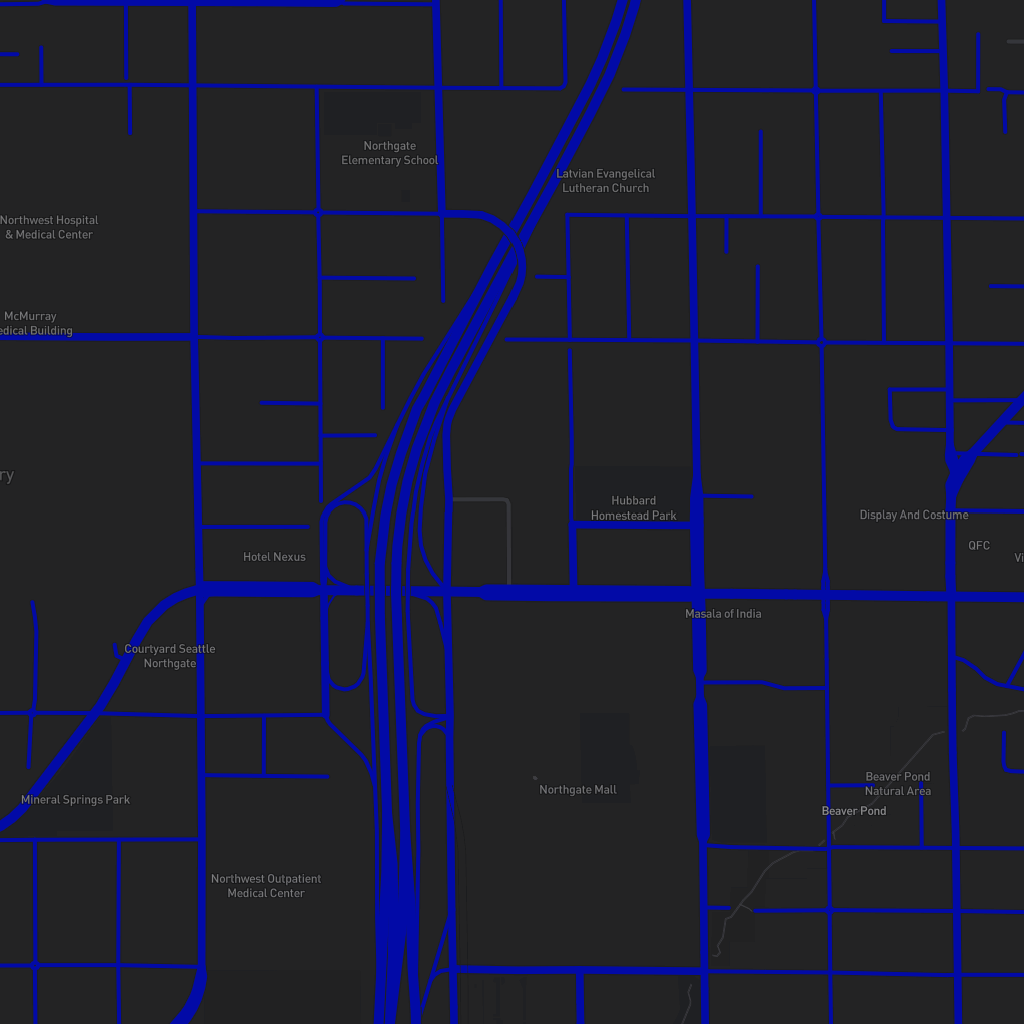 Northgate
Elementary School
Latvian Evangelical
Lutheran Church
Northwest Hospital
& Medical Center
McMurray
edical Building
ry
Hubbard
Homestead Park
Display And Costume
QFC
Vi
Hotel Nexus
Masala of India
Courtyard Seattle
Northgate
Mineral Springs Park
Northgate Mall
Beaver Pond
Natural Area
Beaver Pond
Northwest Outpatient
Medical Center